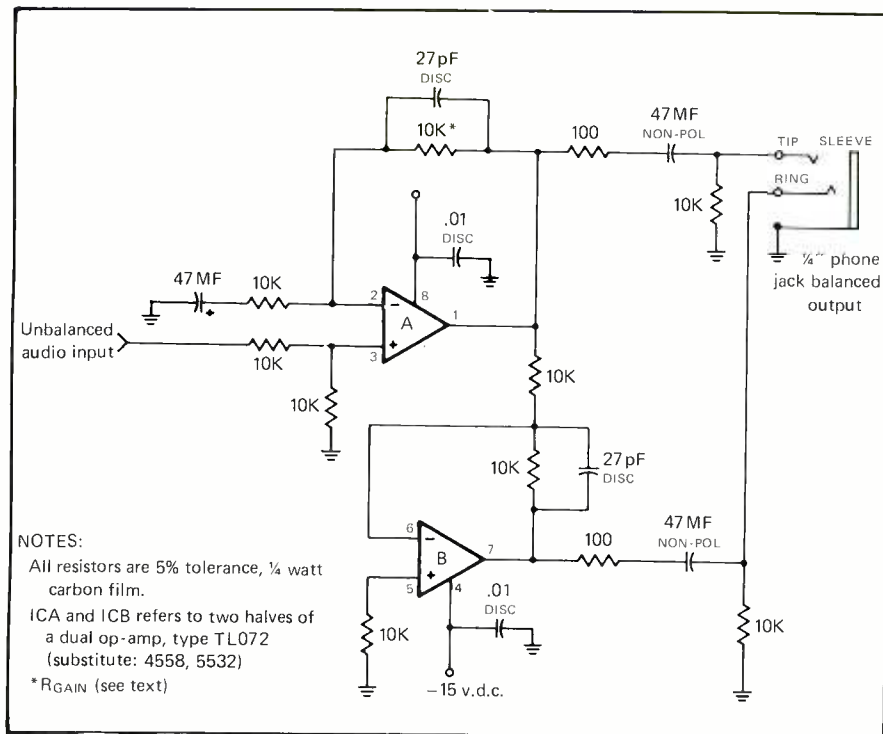 27pF
DISC
10K*
100
47MF
NON-POL
TIP
SLEEVE
RING
10K
1/4" phone
jack balanced
output
.01
DISC
47MF
10K
2
8
A
1
3
Unbalanced
audio input
10K
10K
10K
10K
27pF
DISC
6
B
7
5
4
100
47MF
NON-POL
.01
DISC
10K
10K
-15 v.d.c.
NOTES:
All resistors are 5% tolerance, 1/4 watt
carbon film.
ICA and ICB refers to two halves of
a dual op-amp, type TL072
(substitute: 4558, 5532)
*RGAIN (see text)